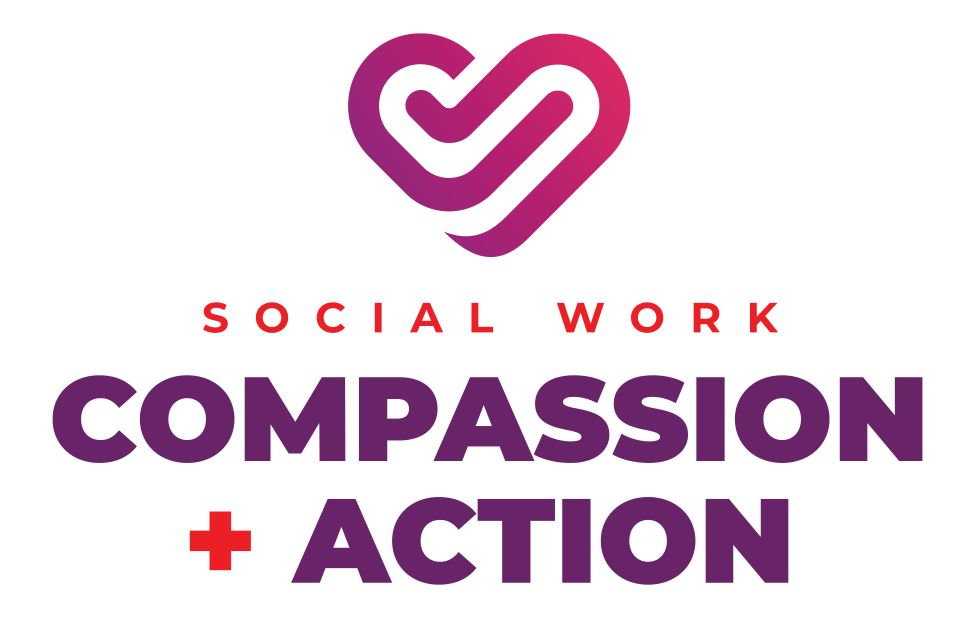 SOCIAL WORK
COMPASSION
+ ACTION